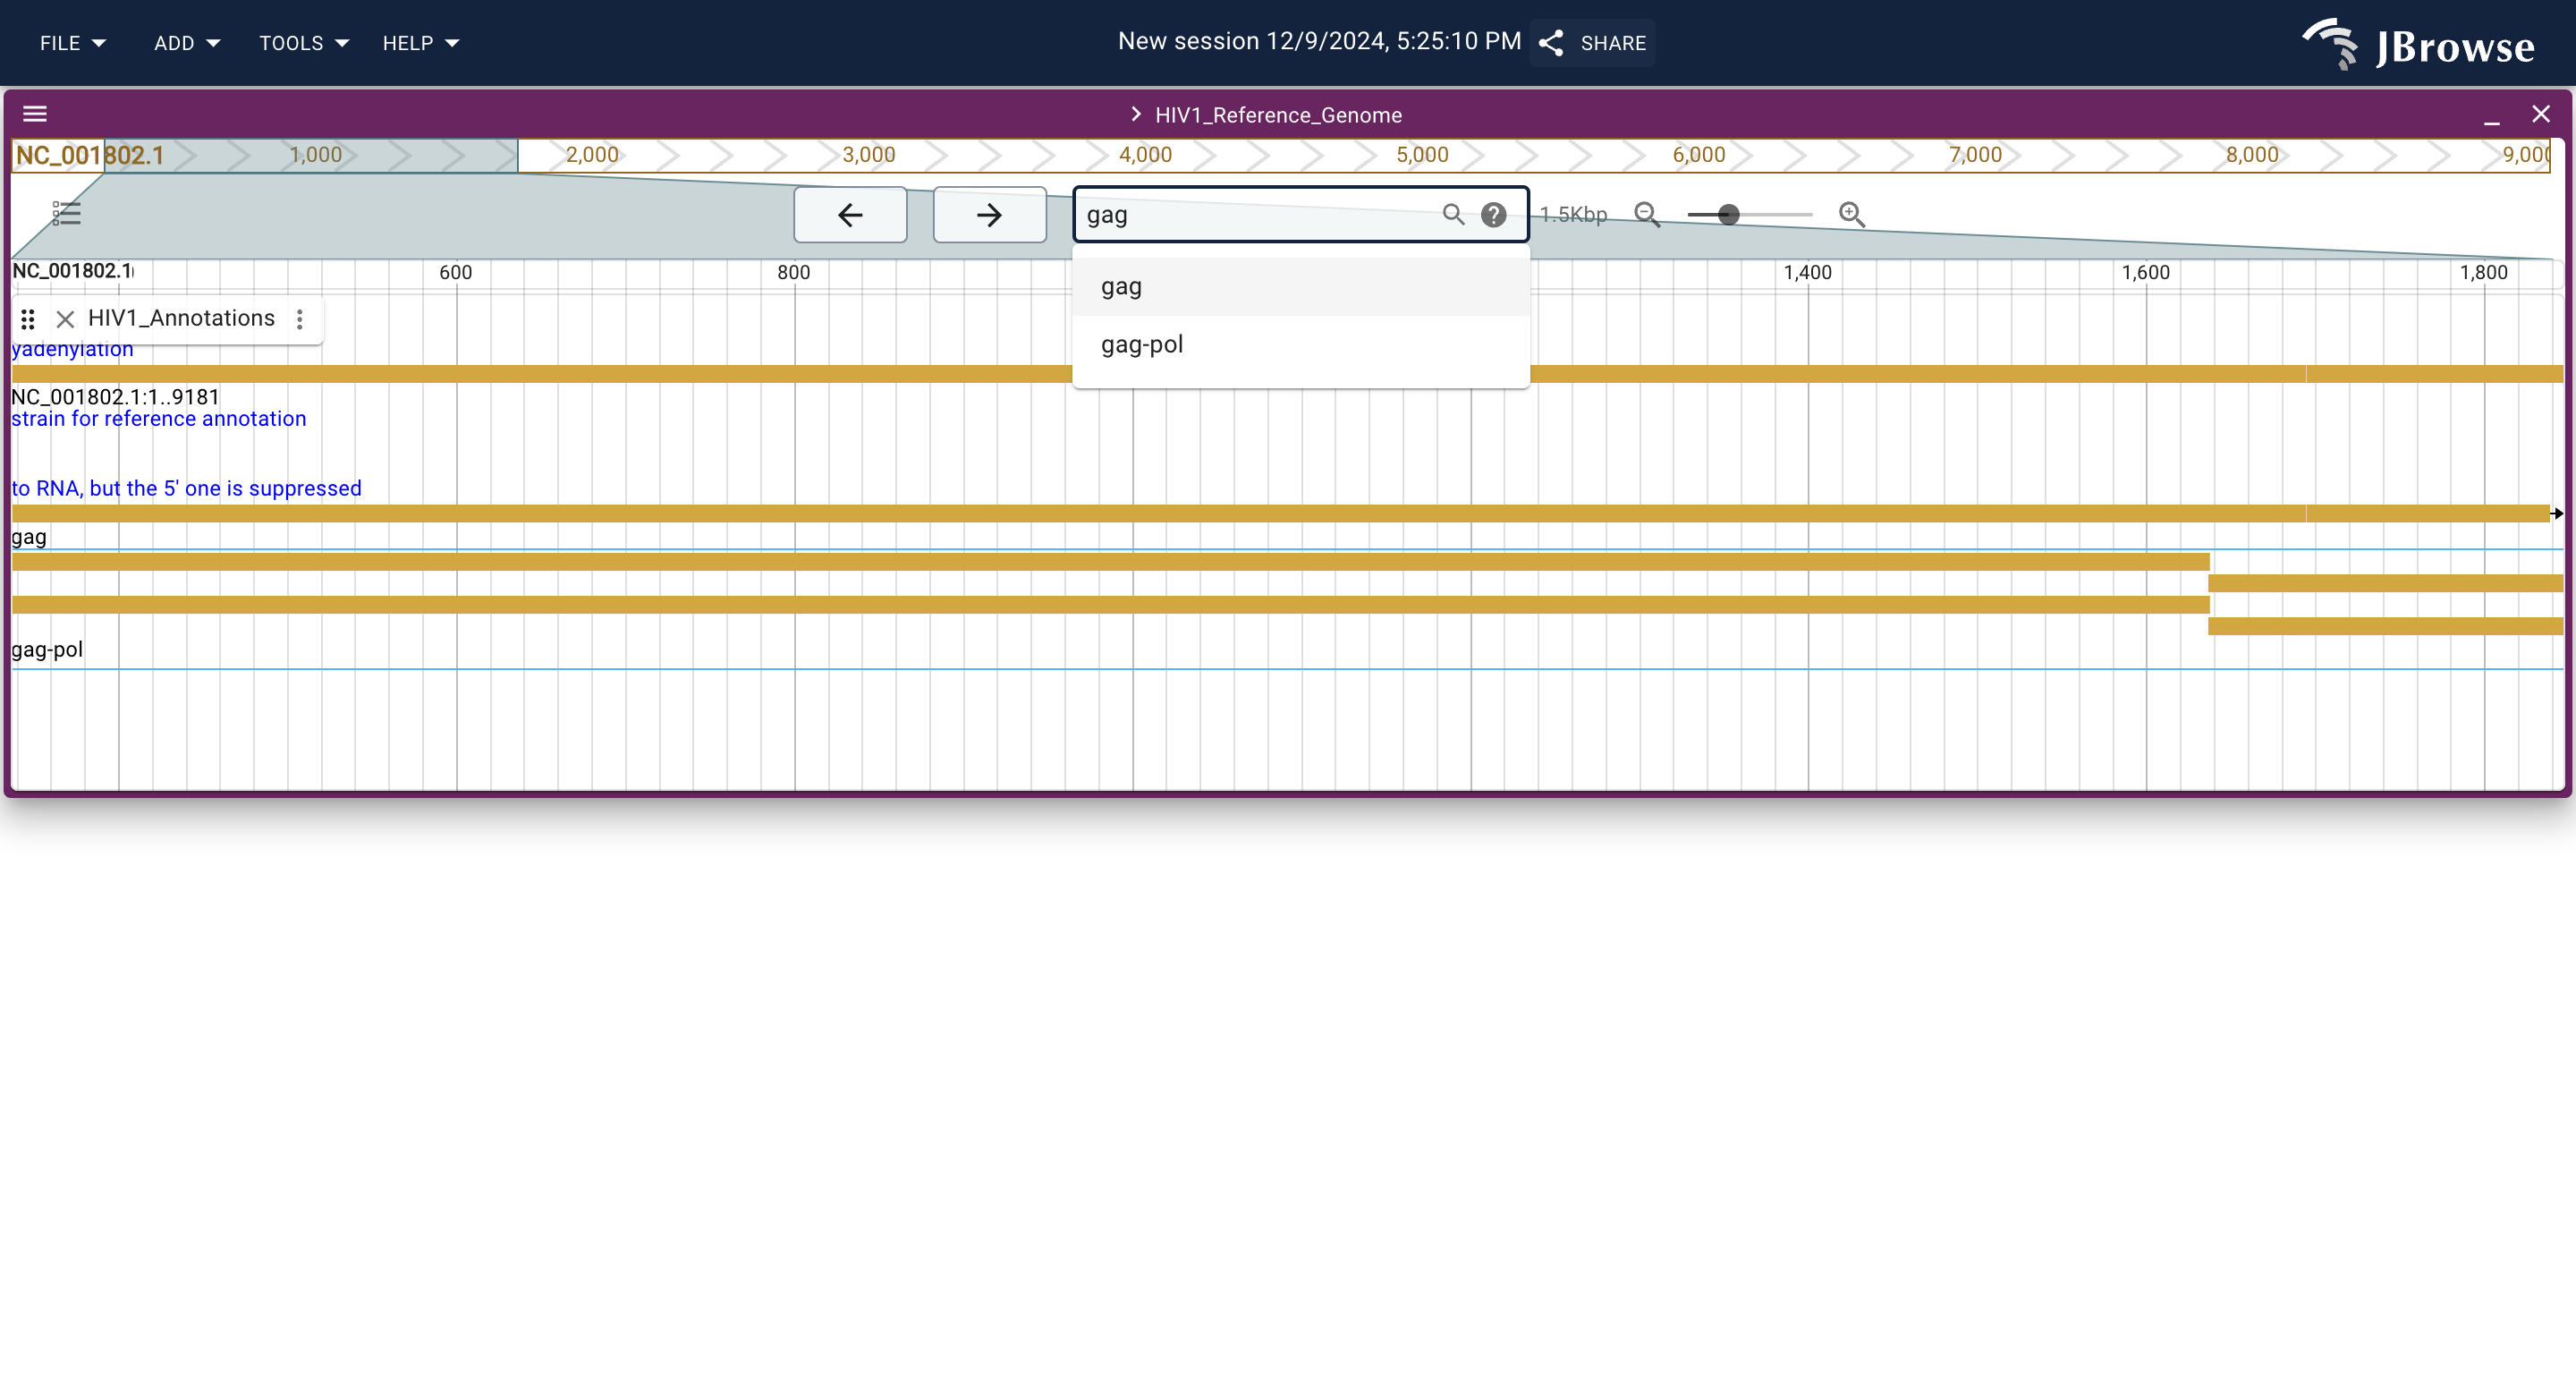 FILE ADD TOOLS HELP New session 12/9/2024, 5:25:10 PM SHARE JBrowse
HIV1_Reference_Genome
NC_001802.1 1,000 2,000 3,000 4,000 5,000 6,000 7,000 8,000
gag 1.5Kbp
NC_001802.1 600 800 1,400 1,600 1,800
gag
gag-pol
HIV1_Annotations
yadenylation
NC_001802.1:1..9181
strain for reference annotation
to RNA, but the 5' one is suppressed
gag
gag-pol